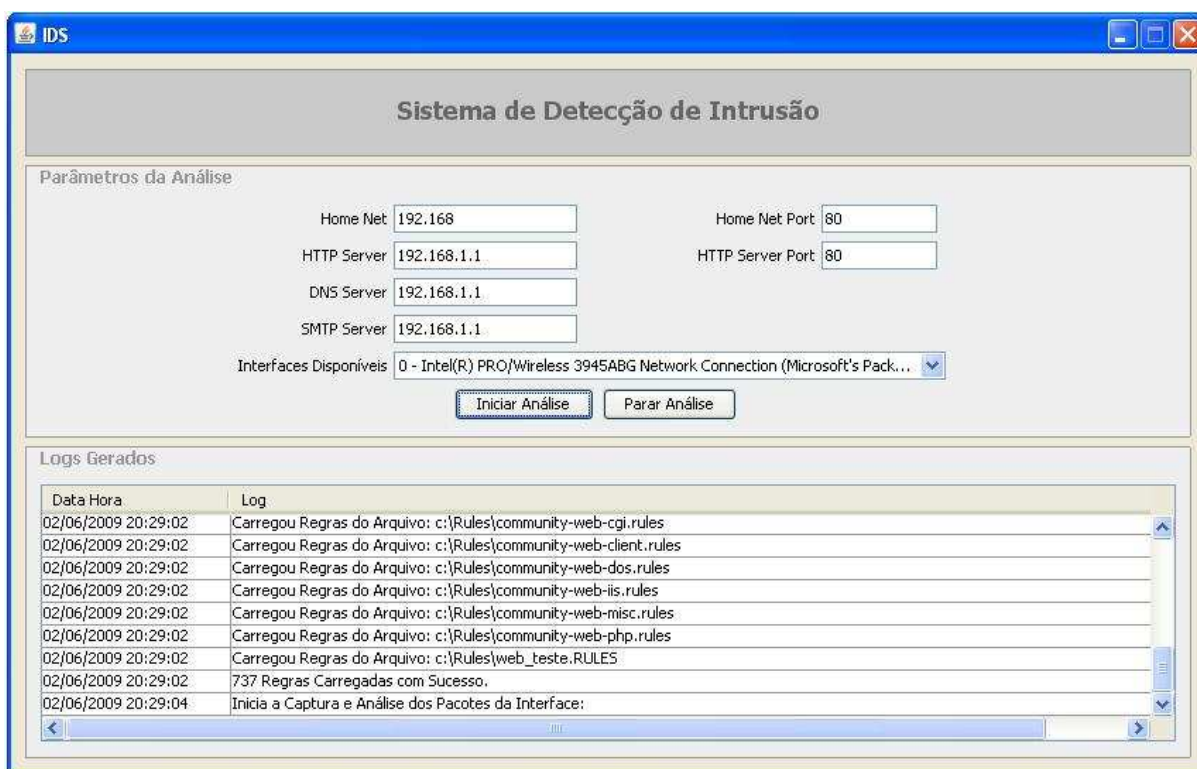 IDS
Sistema de Detecção de Intrusão
Parâmetros da Análise
Home Net 192.168 Home Net Port 80
HTTP Server 192.168.1.1 HTTP Server Port 80
DNS Server 192.168.1.1
SMTP Server 192.168.1.1
Interfaces Disponíveis 0 - Intel(R) PRO/Wireless 3945ABG Network Connection (Microsoft's Pack...
Iniciar Análise Parar Análise
Logs Gerados
Data Hora Log
02/06/2009 20:29:02 Carregou Regras do Arquivo: c:\Rules\community-web-cgi.rules
02/06/2009 20:29:02 Carregou Regras do Arquivo: c:\Rules\community-web-client.rules
02/06/2009 20:29:02 Carregou Regras do Arquivo: c:\Rules\community-web-dos.rules
02/06/2009 20:29:02 Carregou Regras do Arquivo: c:\Rules\community-web-iis.rules
02/06/2009 20:29:02 Carregou Regras do Arquivo: c:\Rules\community-web-misc.rules
02/06/2009 20:29:02 Carregou Regras do Arquivo: c:\Rules\community-web-php.rules
02/06/2009 20:29:02 Carregou Regras do Arquivo: c:\Rules\web_teste.RULES
02/06/2009 20:29:02 737 Regras Carregadas com Sucesso.
02/06/2009 20:29:04 Inicia a Captura e Análise dos Pacotes da Interface: